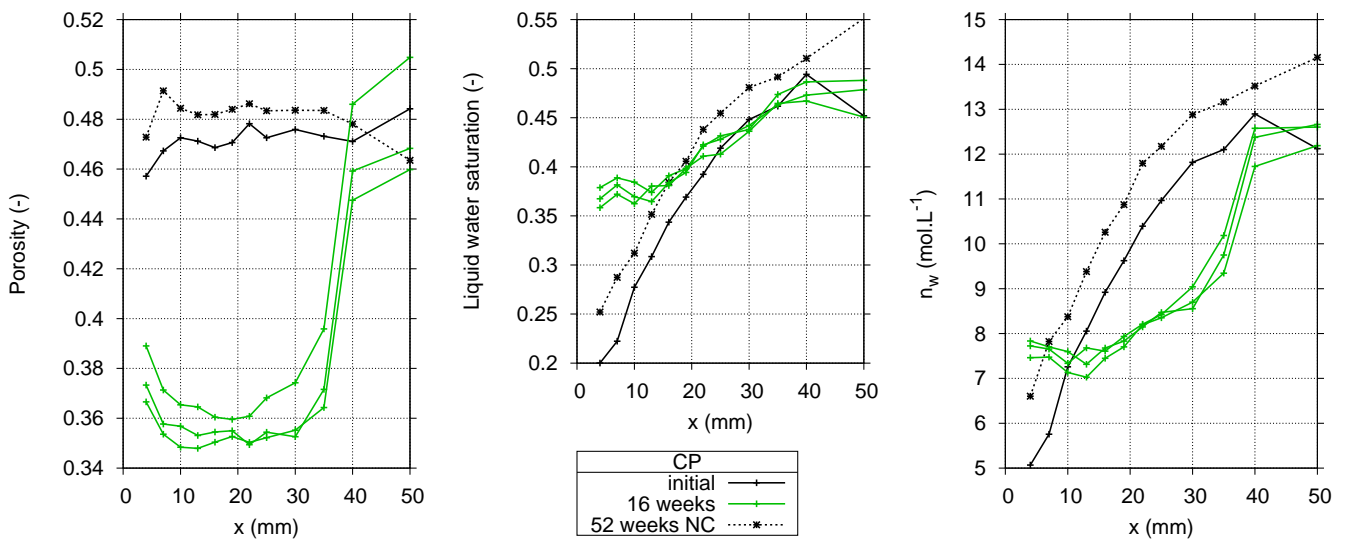 0.52
0.5
0.48
0.46
0.44
0.42
0.4
0.38
0.36
0.34
0 10 20 30 40 50
x (mm)
Porosity (-)
0.55
0.5
0.45
0.4
0.35
0.3
0.25
0.2
0 10 20 30 40 50
x (mm)
Liquid water saturation (-)
CP
initial
16 weeks
52 weeks NC
15
14
13
12
11
10
9
8
7
6
5
0 10 20 30 40 50
x (mm)
n_w (mol.L^-1)